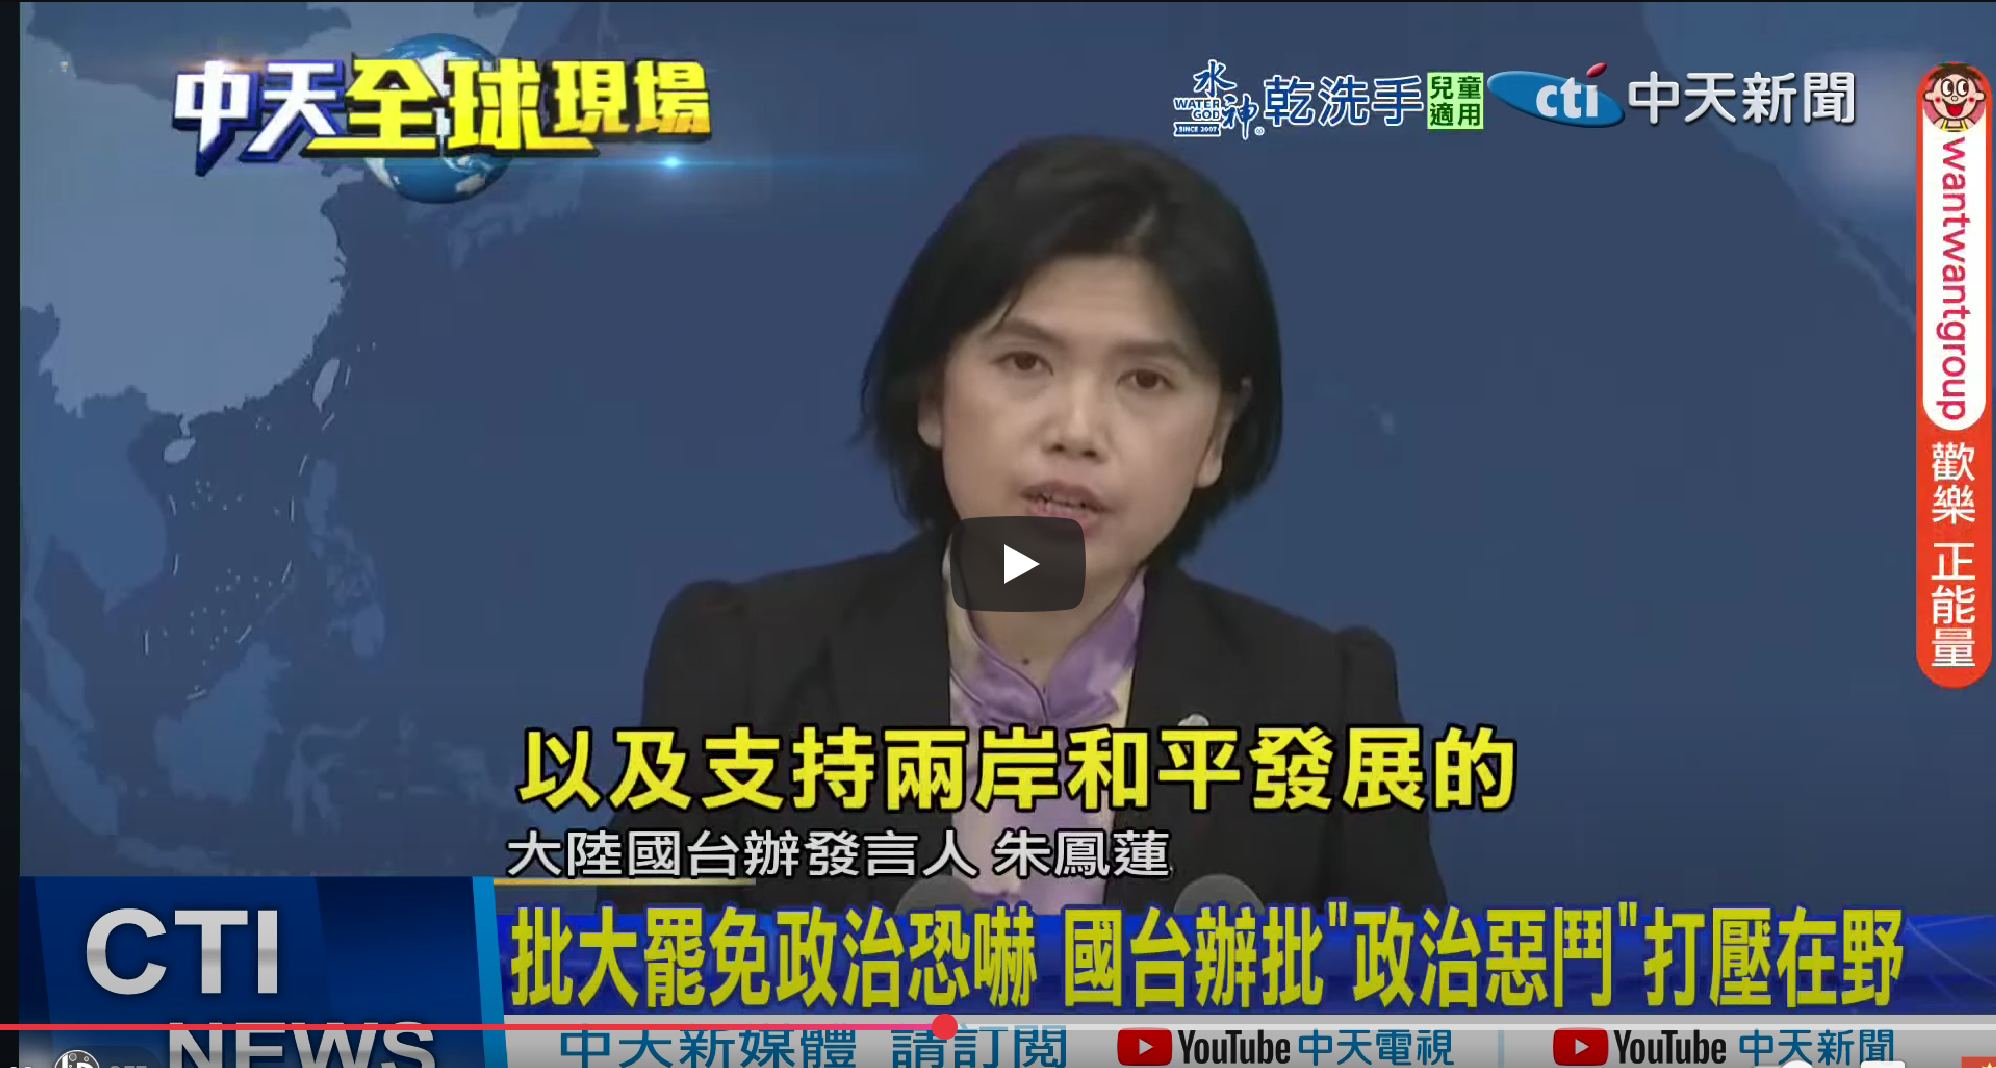 中天全球現場
水神
WATER GOD
SINCE 2007
乾洗手
兒童適用
cti 中天新聞
wantwantgroup 歡樂 正能量
以及支持兩岸和平發展的
大陸國台辦發言人 朱鳳蓮
CTI
NEWS
批大罷免政治恐嚇 國台辦批"政治惡鬥"打壓在野
中天新媒體 請訂閱 YouTube 中天電視 YouTube 中天新聞